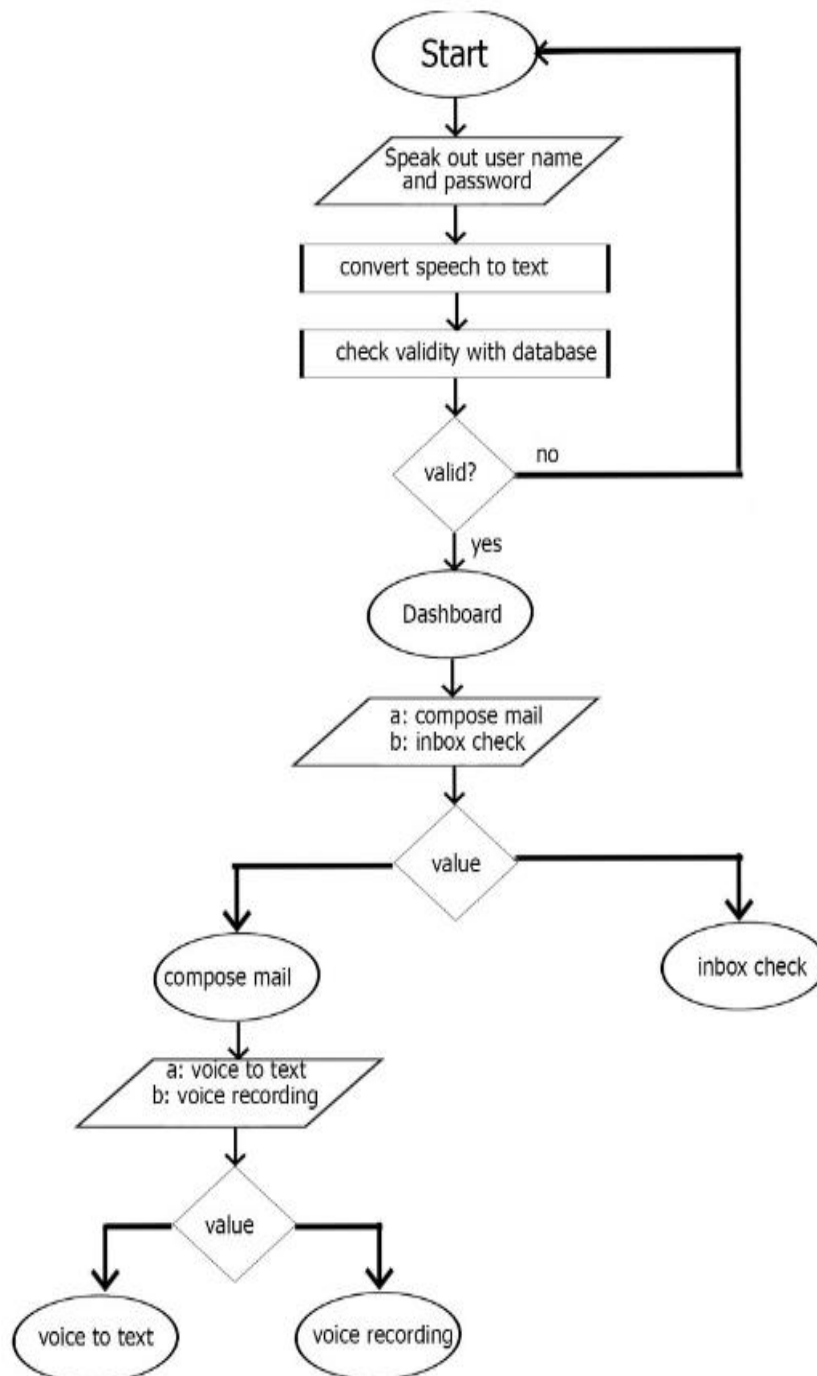 Start
Speak out user name
and password
convert speech to text
check validity with database
valid?
no
yes
Dashboard
a: compose mail
b: inbox check
value
compose mail
inbox check
a: voice to text
b: voice recording
value
voice to text
voice recording